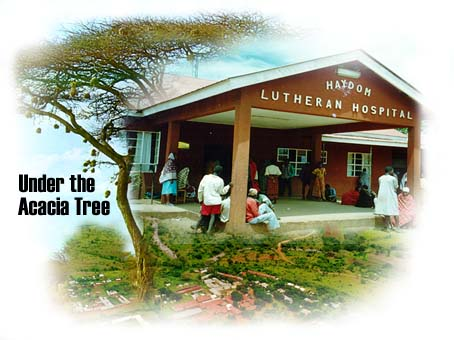 HAYDOM
LUTHERAN HOSPITAL
Under the
Acacia Tree